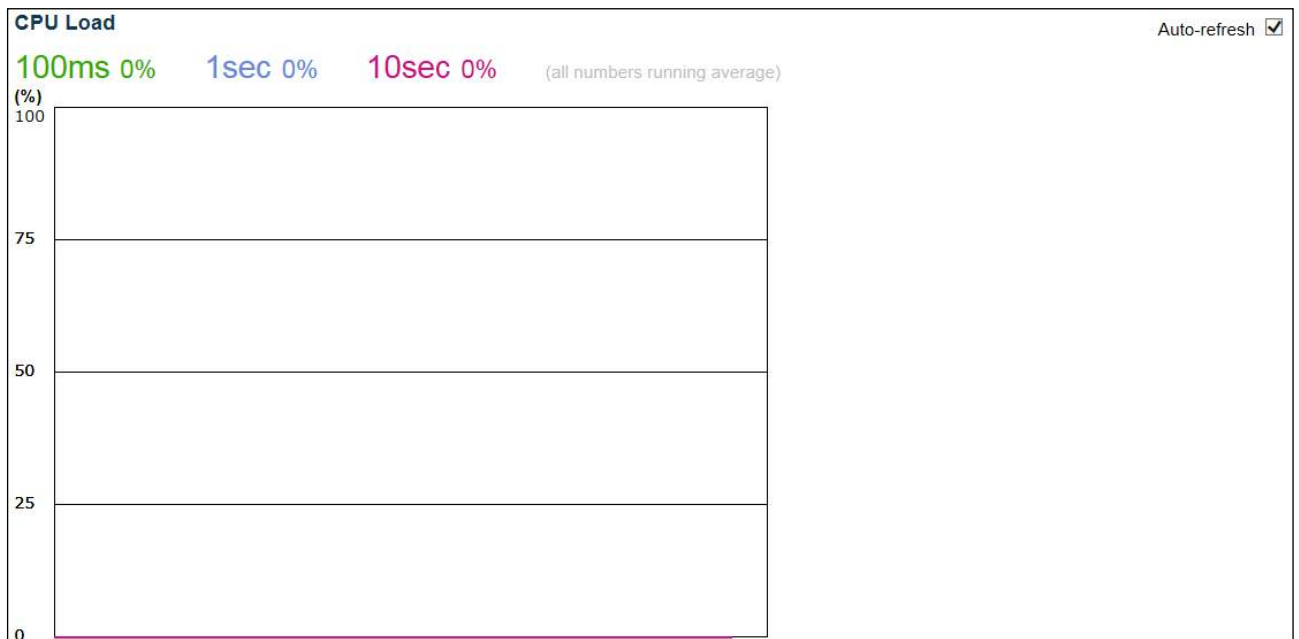 CPU Load
Auto-refresh
100ms 0% 1sec 0% 10sec 0% (all numbers running average)
(%)
100
75
50
25
0